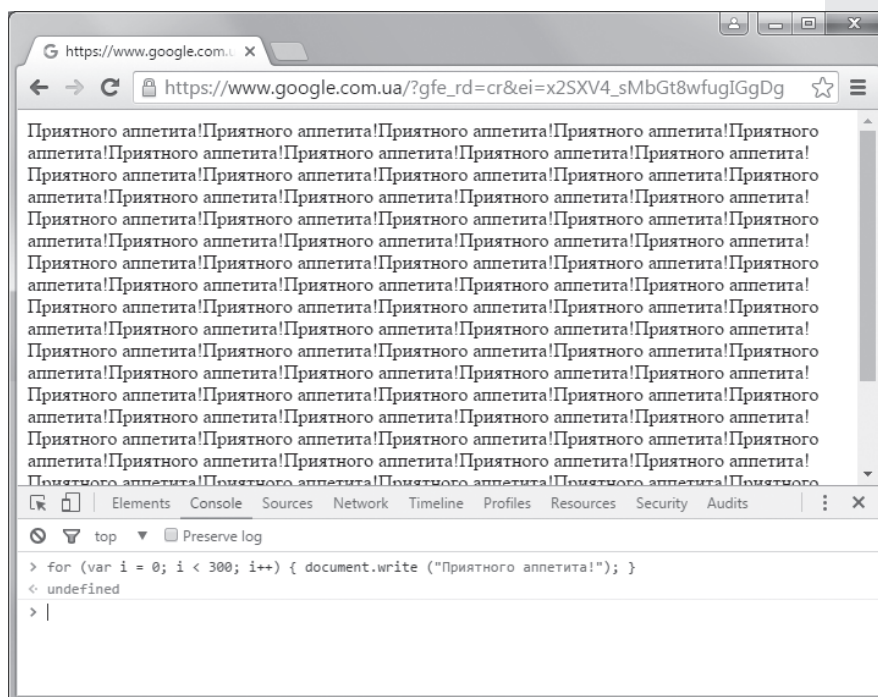 https://www.google.com.u
https://www.google.com.ua/?gfe_rd=cr&ei=x2SXV4_sMbGt8wfugIGgDg
Приятного аппетита!Приятного аппетита!Приятного аппетита!Приятного аппетита!Приятного
аппетита!Приятного аппетита!Приятного аппетита!Приятного аппетита!Приятного аппетита!
Приятного аппетита!Приятного аппетита!Приятного аппетита!Приятного аппетита!Приятного
аппетита!Приятного аппетита!Приятного аппетита!Приятного аппетита!Приятного аппетита!
Приятного аппетита!Приятного аппетита!Приятного аппетита!Приятного аппетита!Приятного
аппетита!Приятного аппетита!Приятного аппетита!Приятного аппетита!Приятного аппетита!
Приятного аппетита!Приятного аппетита!Приятного аппетита!Приятного аппетита!Приятного
аппетита!Приятного аппетита!Приятного аппетита!Приятного аппетита!Приятного аппетита!
Приятного аппетита!Приятного аппетита!Приятного аппетита!Приятного аппетита!Приятного
аппетита!Приятного аппетита!Приятного аппетита!Приятного аппетита!Приятного аппетита!
Приятного аппетита!Приятного аппетита!Приятного аппетита!Приятного аппетита!Приятного
аппетита!Приятного аппетита!Приятного аппетита!Приятного аппетита!Приятного аппетита!
Приятного аппетита!Приятного аппетита!Приятного аппетита!Приятного аппетита!Приятного
аппетита!Приятного аппетита!Приятного аппетита!Приятного аппетита!Приятного аппетита!
Приятного аппетита!Приятного аппетита!Приятного аппетита!Приятного аппетита!Приятного
аппетита!Приятного аппетита!Приятного аппетита!Приятного аппетита!Приятного аппетита!
Приятного аппетита!Приятного аппетита!Приятного аппетита!Приятного аппетита!Приятного
Elements Console Sources Network Timeline Profiles Resources Security Audits
top Preserve log
> for (var i = 0; i < 300; i++) { document.write ("Приятного аппетита!"); }
undefined
>